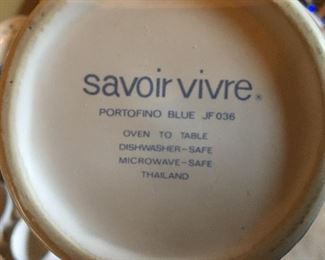 savoir vivre®
PORTOFINO BLUE JF036
OVEN TO TABLE
DISHWASHER-SAFE
MICROWAVE-SAFE
THAILAND